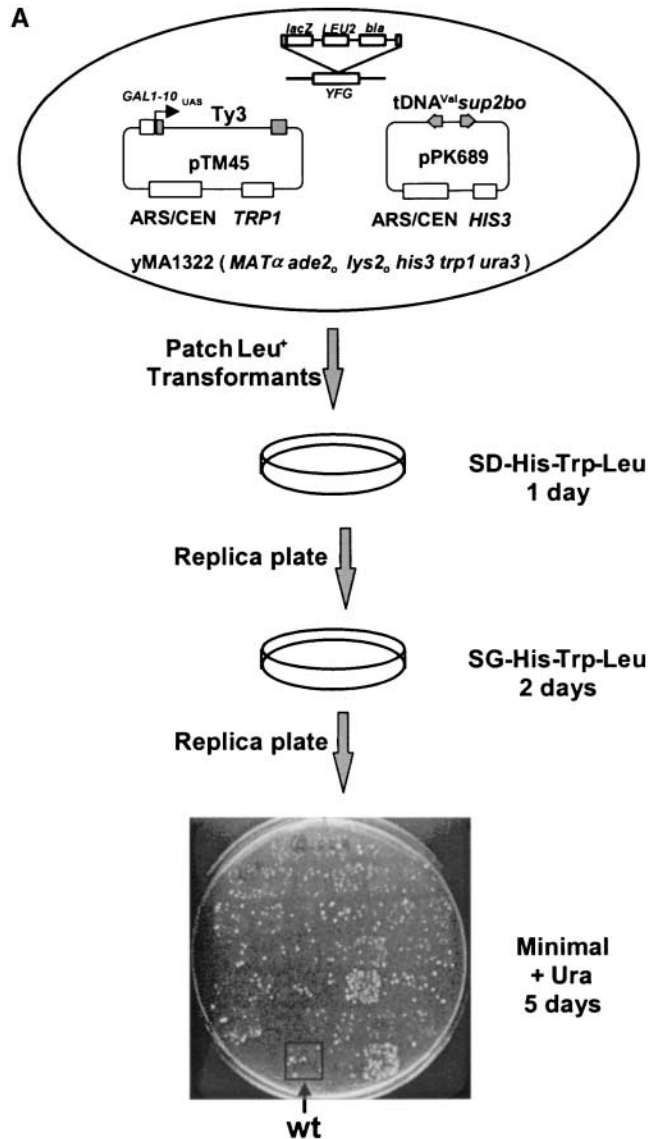 A
lacZ LEU2 bla
YFG
GAL1-10 UAS
Ty3
pTM45
ARS/CEN TRP1
tDNAValsup2bo
pPK689
ARS/CEN HIS3
yMA1322 ( MATα ade2o lys2o his3 trp1 ura3 )
Patch Leu+
Transformants
SD-His-Trp-Leu
1 day
Replica plate
SG-His-Trp-Leu
2 days
Replica plate
Minimal
+ Ura
5 days
wt